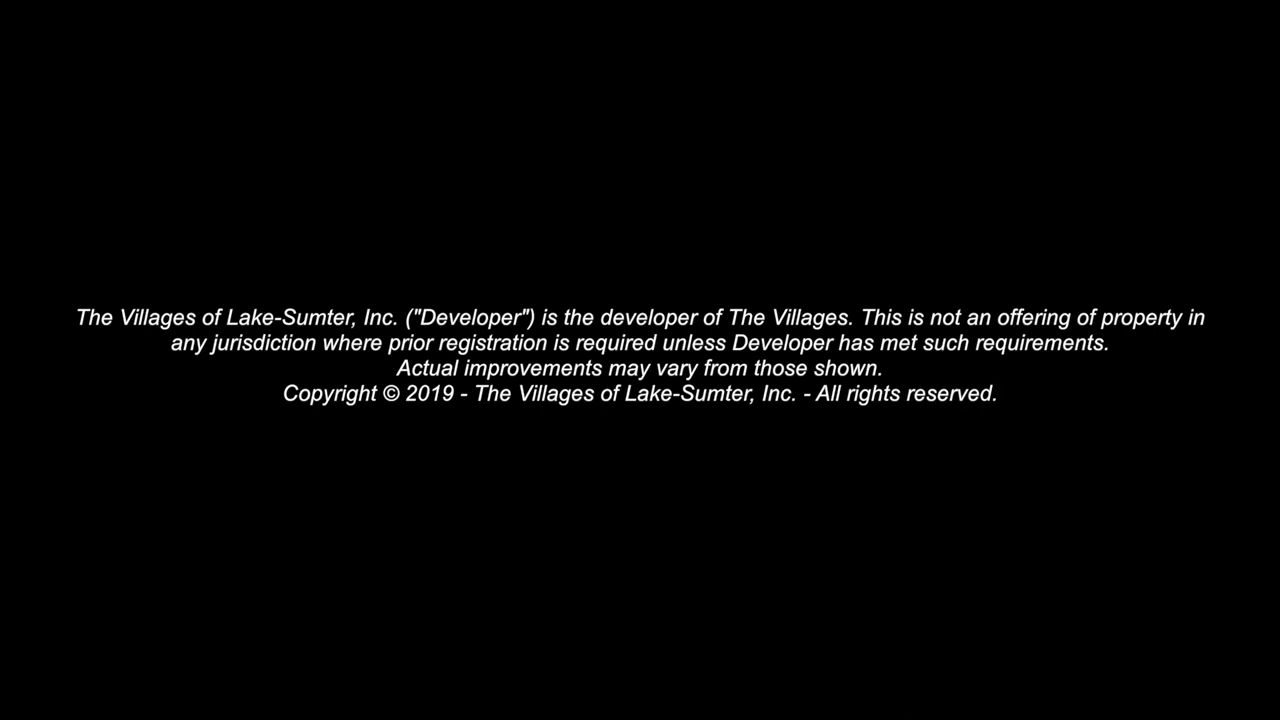 The Villages of Lake-Sumter, Inc. ("Developer") is the developer of The Villages. This is not an offering of property in
any jurisdiction where prior registration is required unless Developer has met such requirements.
Actual improvements may vary from those shown.
Copyright © 2019 - The Villages of Lake-Sumter, Inc. - All rights reserved.